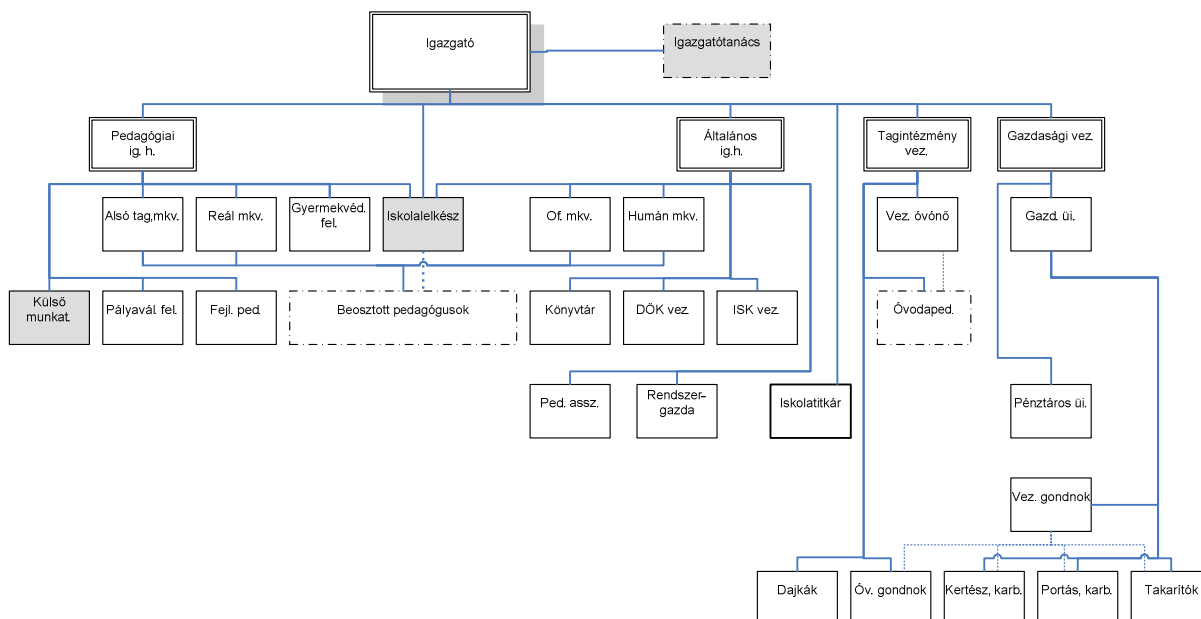 Igazgató
Igazgatótanács
Pedagógiai
ig. h.
Általános
ig.h.
Tagintézmény
vez.
Gazdasági vez.
Alsó tag,mkv.
Reál mkv.
Gyermekvéd.
fel.
Iskolalelkész
Of. mkv.
Humán mkv.
Vez. óvónő
Gazd. üi.
Külső
munkat.
Pályavál. fel.
Fejl. ped.
Beosztott pedagógusok
Könyvtár
DÖK vez.
ISK vez.
Óvodaped.
Ped. assz.
Rendszer-
gazda
Iskolatitkár
Pénztáros üi.
Vez. gondnok
Dajkák
Óv. gondnok
Kertész, karb.
Portás, karb.
Takarítók